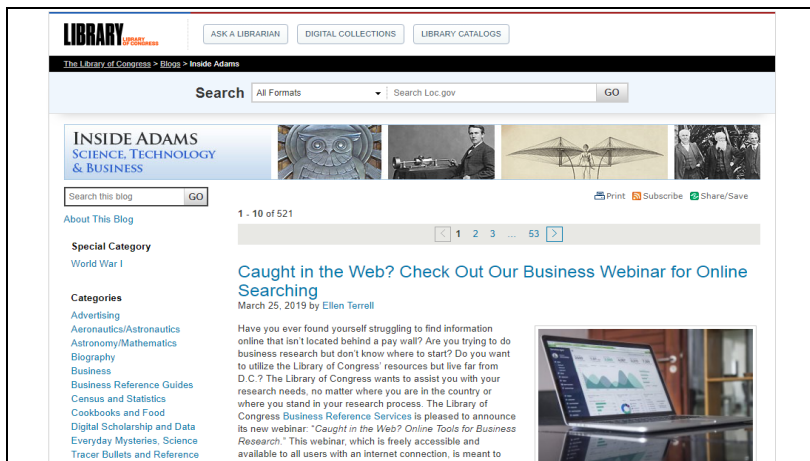 LIBRARY LIBRARY OF CONGRESS
ASK A LIBRARIAN DIGITAL COLLECTIONS LIBRARY CATALOGS
The Library of Congress > Blogs > Inside Adams
Search All Formats Search Loc.gov GO
INSIDE ADAMS
SCIENCE, TECHNOLOGY
& BUSINESS
Search this blog GO
Print Subscribe Share/Save
About This Blog
1 - 10 of 521
< 1 2 3 ... 53 >
Special Category
World War I
Categories
Advertising
Aeronautics/Astronautics
Astronomy/Mathematics
Biography
Business
Business Reference Guides
Census and Statistics
Cookbooks and Food
Digital Scholarship and Data
Everyday Mysteries, Science
Tracer Bullets and Reference
Caught in the Web? Check Out Our Business Webinar for Online
Searching
March 25, 2019 by Ellen Terrell
Have you ever found yourself struggling to find information
online that isn't located behind a pay wall? Are you trying to do
business research but don't know where to start? Do you want
to utilize the Library of Congress' resources but live far from
D.C.? The Library of Congress wants to assist you with your
research needs, no matter where you are in the country or
where you stand in your research process. The Library of
Congress Business Reference Services is pleased to announce
its new webinar: "Caught in the Web? Online Tools for Business
Research." This webinar, which is freely accessible and
available to all users with an internet connection, is meant to